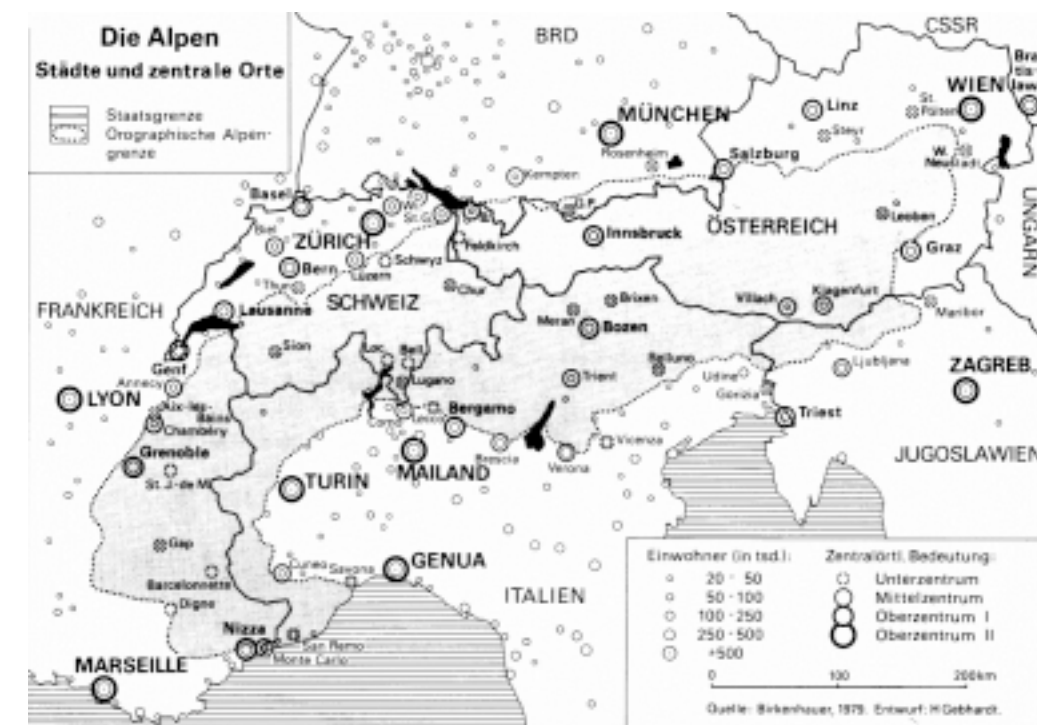 Die Alpen
Städte und zentrale Orte
Staatsgrenze
Orographische Alpen-
grenze
BRD
CSSR
MÜNCHEN
Rosenheim
Kempten
Salzburg
Linz
Steyr
St.
Pölten
WIEN
Bra
tis-
law
W.
Neustadt
UNGARN
Basel
Biel
ZÜRICH
W.
St.G.
Bern
Thun
Luzern
Schwyz
Feldkirch
G.P.
Innsbruck
ÖSTERREICH
Leoben
Graz
FRANKREICH
Lausanne
SCHWEIZ
Chur
Brixen
Meran
Bozen
Villach
Klagenfurt
Maribor
Genf
Sion
Loc.
Bell.
Lugano
Trient
Belluno
Udine
Gorizia
Ljubljana
ZAGREB
Annecy
LYON
Aix-les-
Bains
Chambéry
Como
Lecco
Bergamo
Brescia
Verona
Vicenza
Triest
Grenoble
St. J.-de M.
TURIN
MAILAND
JUGOSLAWIEN
Gap
Barcelonnette
Digne
Cuneo
Savona
GENUA
ITALIEN
Nizza
San Remo
Monte Carlo
MARSEILLE
Einwohner (in tsd.):
20 - 50
50 - 100
100 - 250
250 - 500
+500
Zentralörtl. Bedeutung:
Unterzentrum
Mittelzentrum
Oberzentrum I
Oberzentrum II
0 100 200km
Quelle: Birkenhauer, 1979. Entwurf: H.Gebhardt.